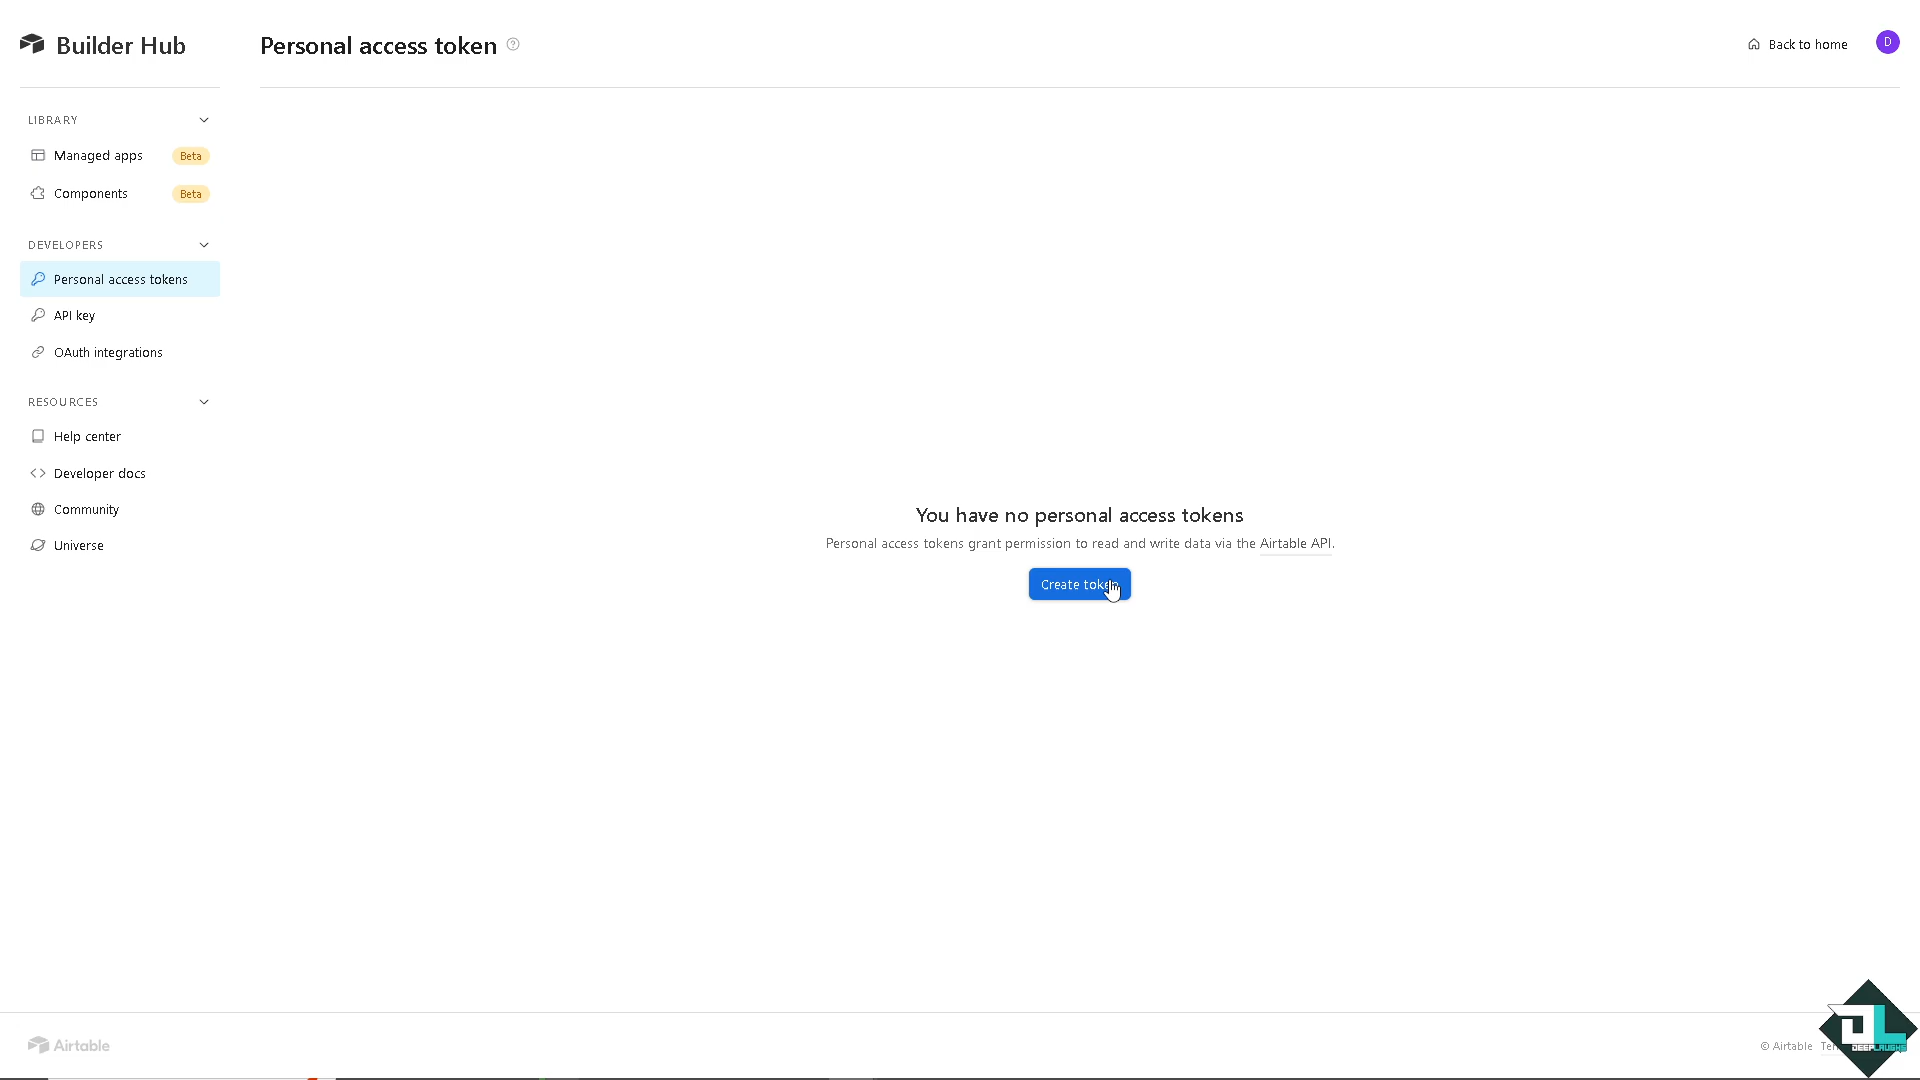 Builder Hub
Personal access token
Back to home
D
LIBRARY
Managed apps Beta
Components Beta
DEVELOPERS
Personal access tokens
API key
OAuth integrations
RESOURCES
Help center
Developer docs
Community
Universe
You have no personal access tokens
Personal access tokens grant permission to read and write data via the Airtable API.
Create token
Airtable
© Airtable
DEEPLAUGHS